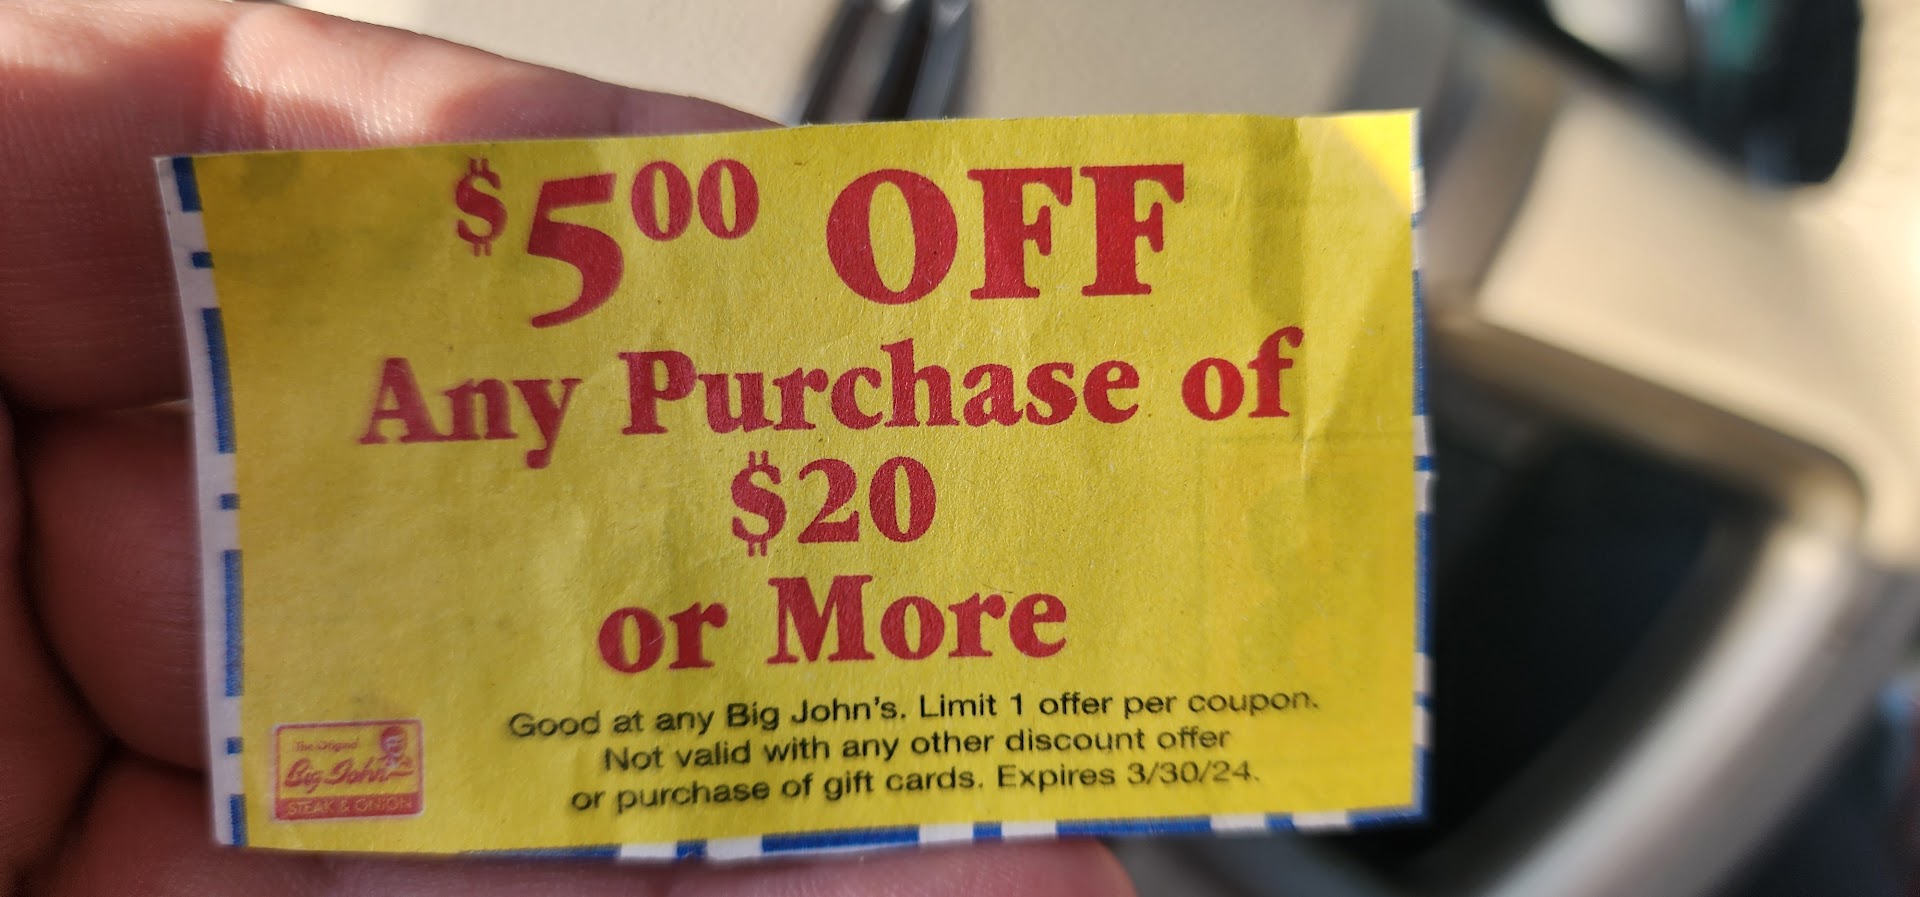 $5.00 OFF
Any Purchase of
$20
or More
Good at any Big John's. Limit 1 offer per coupon.
Not valid with any other discount offer
or purchase of gift cards. Expires 3/30/24.
The Original
Big John
STEAK & ONION